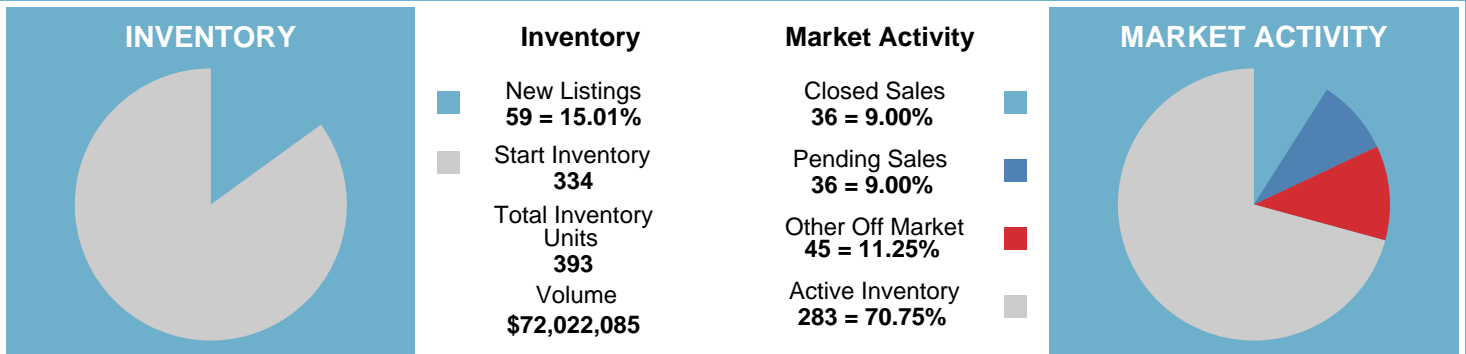 INVENTORY
Inventory
New Listings
59 = 15.01%
Start Inventory
334
Total Inventory
Units
393
Volume
$72,022,085
Market Activity
Closed Sales
36 = 9.00%
Pending Sales
36 = 9.00%
Other Off Market
45 = 11.25%
Active Inventory
283 = 70.75%
MARKET ACTIVITY